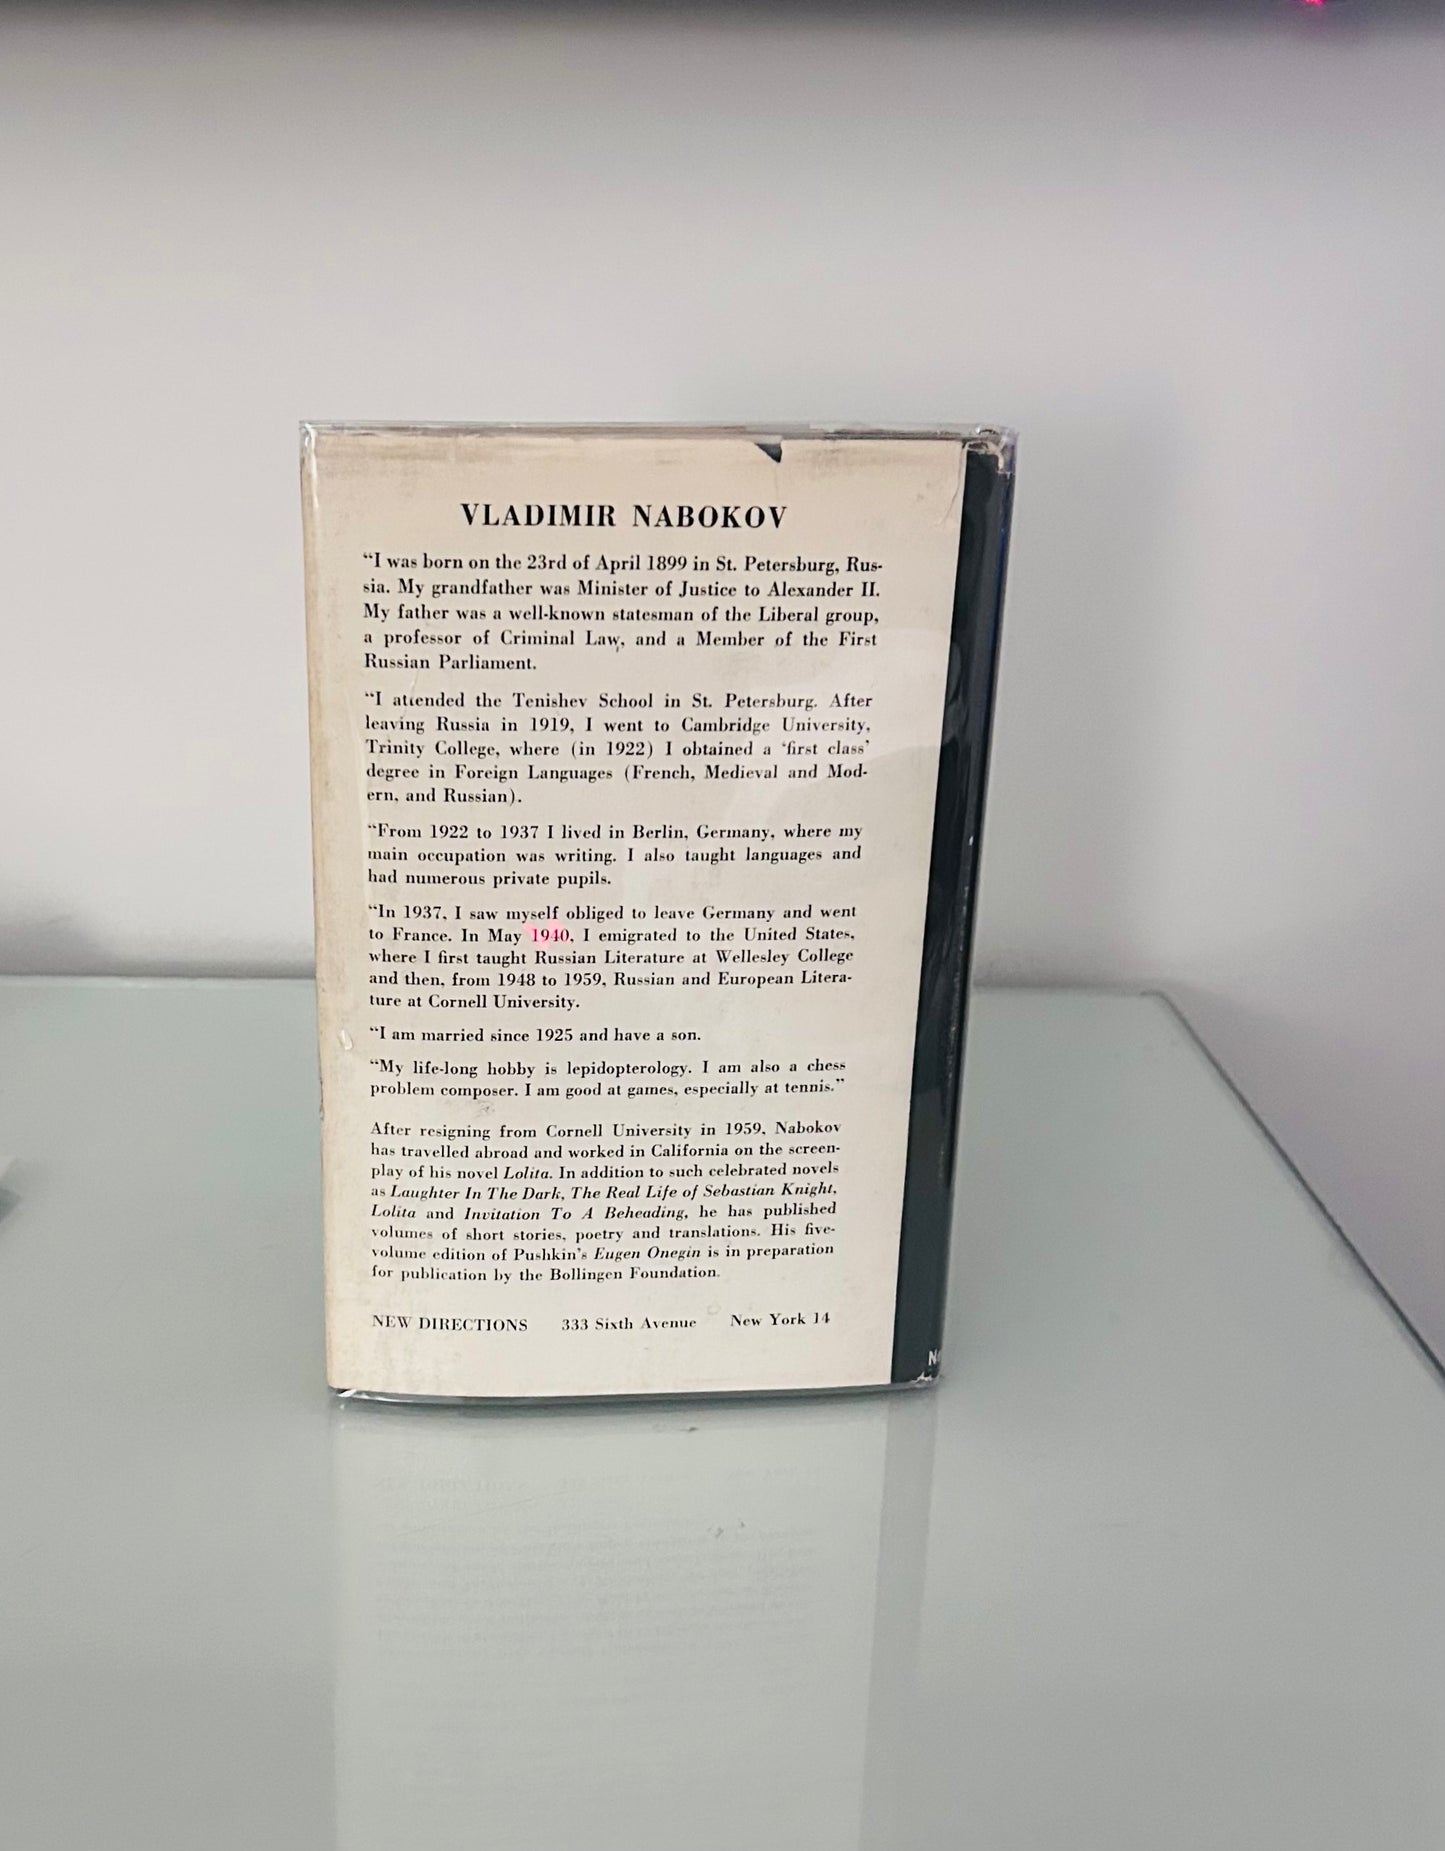 VLADIMIR NABOKOV
“I was born on the 23rd of April 1899 in St. Petersburg, Rus-
sia. My grandfather was Minister of Justice to Alexander II.
My father was a well-known statesman of the Liberal group,
a professor of Criminal Law, and a Member of the First
Russian Parliament.
“I attended the Tenishev School in St. Petersburg. After
leaving Russia in 1919, I went to Cambridge University,
Trinity College, where (in 1922) I obtained a ‘first class’
degree in Foreign Languages (French, Medieval and Mod-
ern, and Russian).
“From 1922 to 1937 I lived in Berlin, Germany, where my
main occupation was writing. I also taught languages and
had numerous private pupils.
“In 1937, I saw myself obliged to leave Germany and went
to France. In May 1940, I emigrated to the United States,
where I first taught Russian Literature at Wellesley College
and then, from 1948 to 1959, Russian and European Litera-
ture at Cornell University.
“I am married since 1925 and have a son.
“My life-long hobby is lepidopterology. I am also a chess
problem composer. I am good at games, especially at tennis.”
After resigning from Cornell University in 1959, Nabokov
has travelled abroad and worked in California on the screen-
play of his novel Lolita. In addition to such celebrated novels
as Laughter In The Dark, The Real Life of Sebastian Knight,
Lolita and Invitation To A Beheading, he has published
volumes of short stories, poetry and translations. His five-
volume edition of Pushkin’s Eugen Onegin is in preparation
for publication by the Bollingen Foundation.
NEW DIRECTIONS 333 Sixth Avenue New York 14